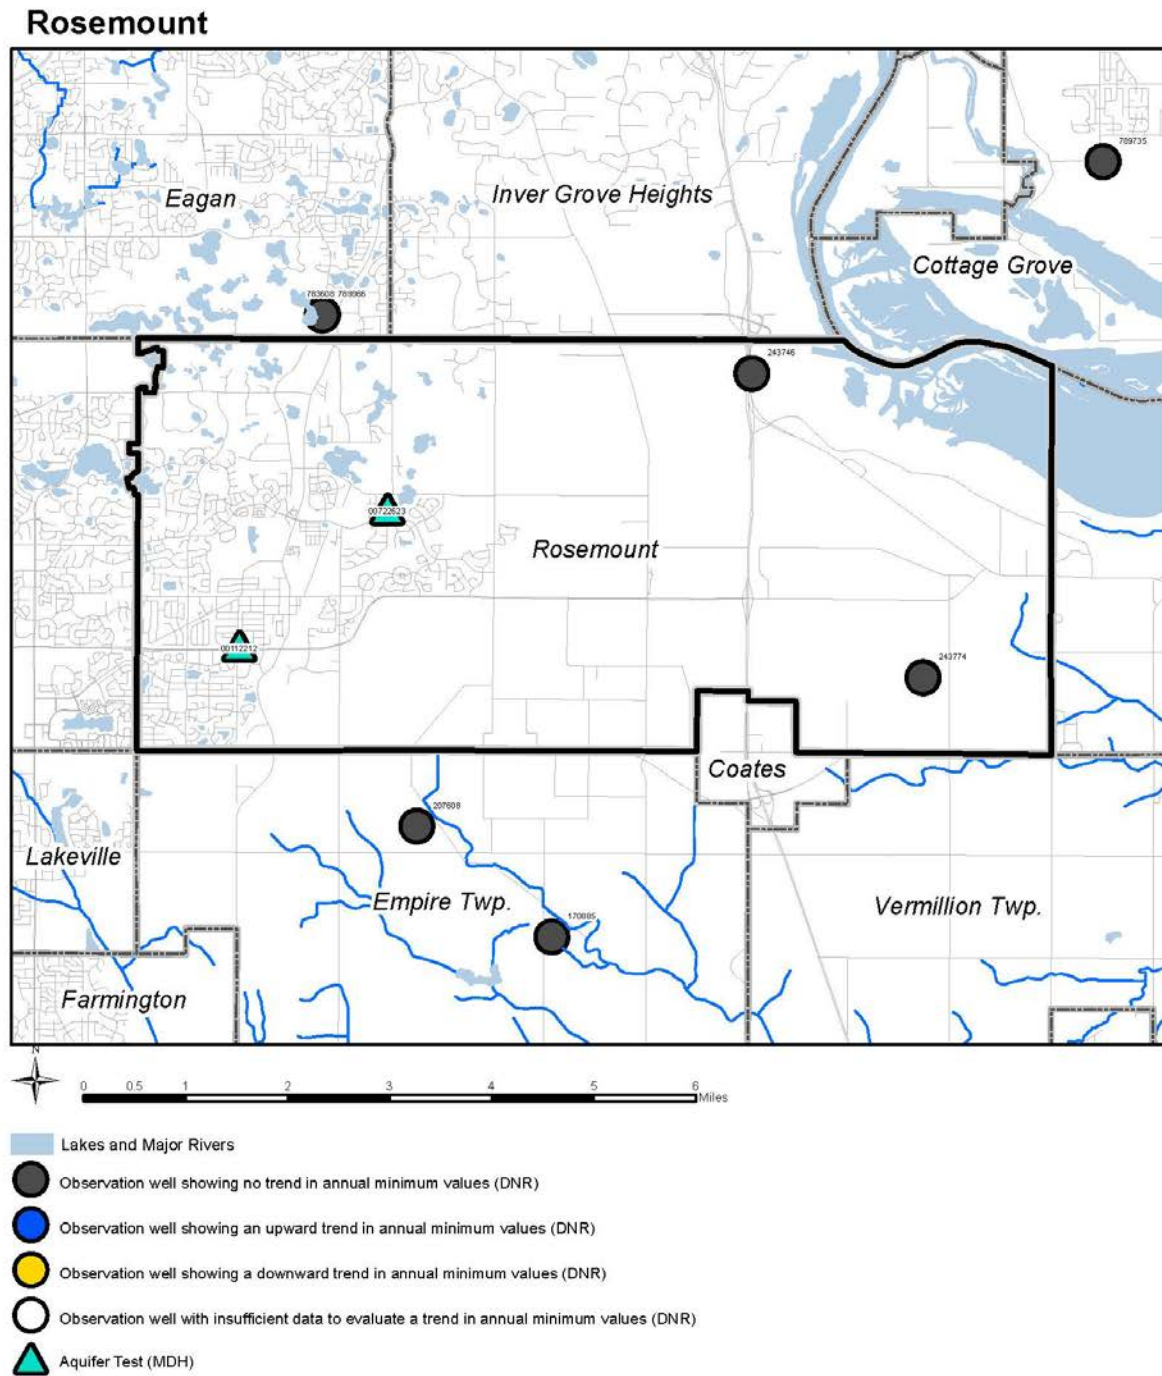 Rosemount
789735
Eagan
Inver Grove Heights
Cottage Grove
783608 788966
243746
00722623
Rosemount
00112212
243774
Coates
207608
Lakeville
Empire Twp.
Vermillion Twp.
170885
Farmington
N
0 0.5 1 2 3 4 5 6
Miles
Lakes and Major Rivers
Observation well showing no trend in annual minimum values (DNR)
Observation well showing an upward trend in annual minimum values (DNR)
Observation well showing a downward trend in annual minimum values (DNR)
Observation well with insufficient data to evaluate a trend in annual minimum values (DNR)
Aquifer Test (MDH)